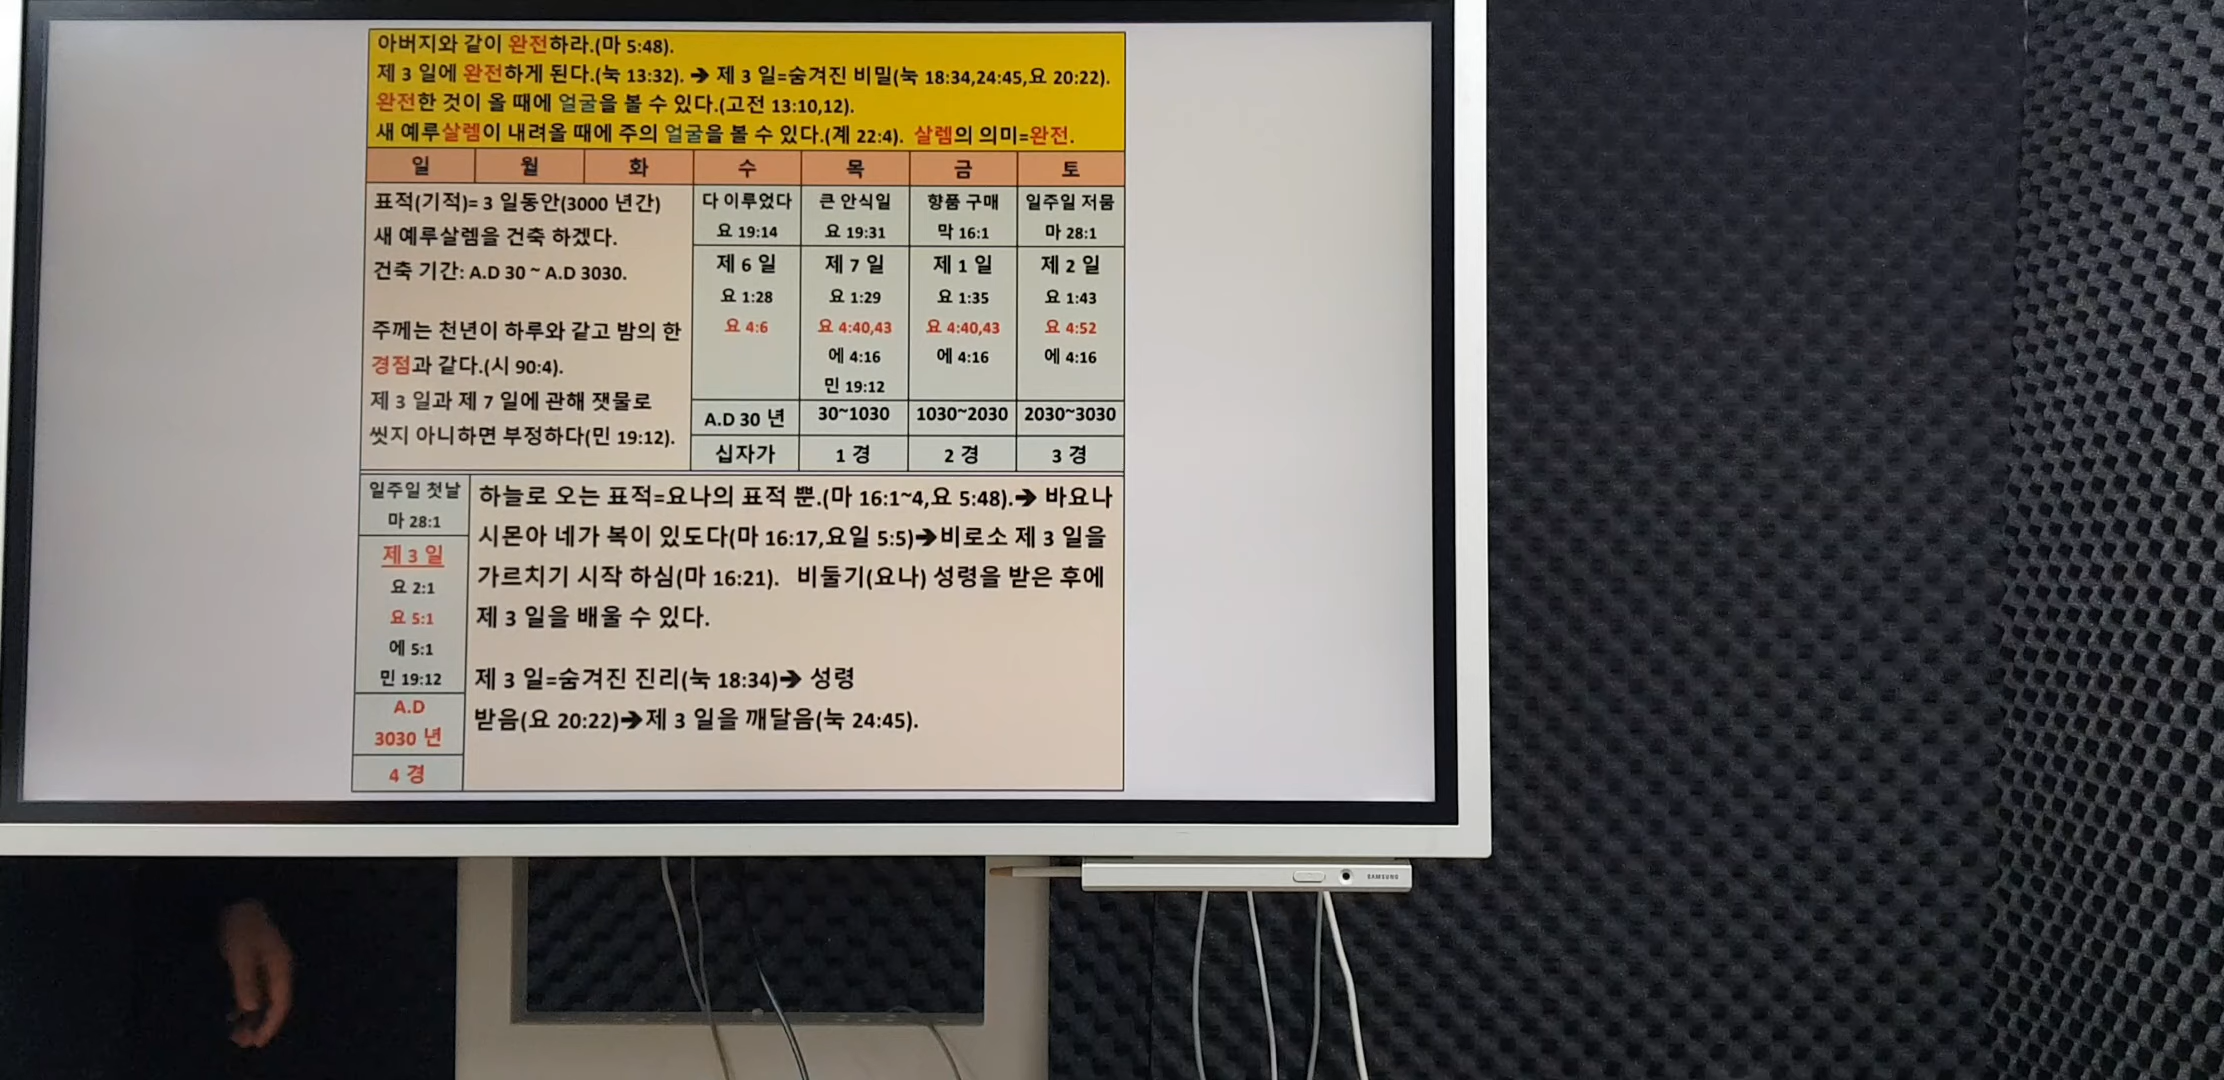 아버지와 같이 완전하라.(마 5:48).
제 3 일에 완전하게 된다.(눅 13:32). ➔ 제 3 일=숨겨진 비밀(눅 18:34,24:45,요 20:22).
완전한 것이 올 때에 얼굴을 볼 수 있다.(고전 13:10,12).
새 예루살렘이 내려올 때에 주의 얼굴을 볼 수 있다.(계 22:4). 살렘의 의미=완전.
일 월 화 수 목 금 토
표적(기적)= 3 일동안(3000 년간)
새 예루살렘을 건축 하겠다.
건축 기간: A.D 30 ~ A.D 3030.
주께는 천년이 하루와 같고 밤의 한
경점과 같다.(시 90:4).
제 3 일과 제 7 일에 관해 잿물로
씻지 아니하면 부정하다(민 19:12).
다 이루었다
요 19:14
제 6 일
요 1:28
요 4:6
A.D 30 년
십자가
큰 안식일
요 19:31
제 7 일
요 1:29
요 4:40,43
에 4:16
민 19:12
30~1030
1 경
향품 구매
막 16:1
제 1 일
요 1:35
요 4:40,43
에 4:16
1030~2030
2 경
일주일 저뭄
마 28:1
제 2 일
요 1:43
요 4:52
에 4:16
2030~3030
3 경
일주일 첫날
마 28:1
제 3 일
요 2:1
요 5:1
에 5:1
민 19:12
A.D
3030 년
4 경
하늘로 오는 표적=요나의 표적 뿐.(마 16:1~4,요 5:48).➔ 바요나
시몬아 네가 복이 있도다(마 16:17,요일 5:5)➔비로소 제 3 일을
가르치기 시작 하심(마 16:21). 비둘기(요나) 성령을 받은 후에
제 3 일을 배울 수 있다.
제 3 일=숨겨진 진리(눅 18:34)➔ 성령
받음(요 20:22)➔제 3 일을 깨달음(눅 24:45).
SAMSUNG